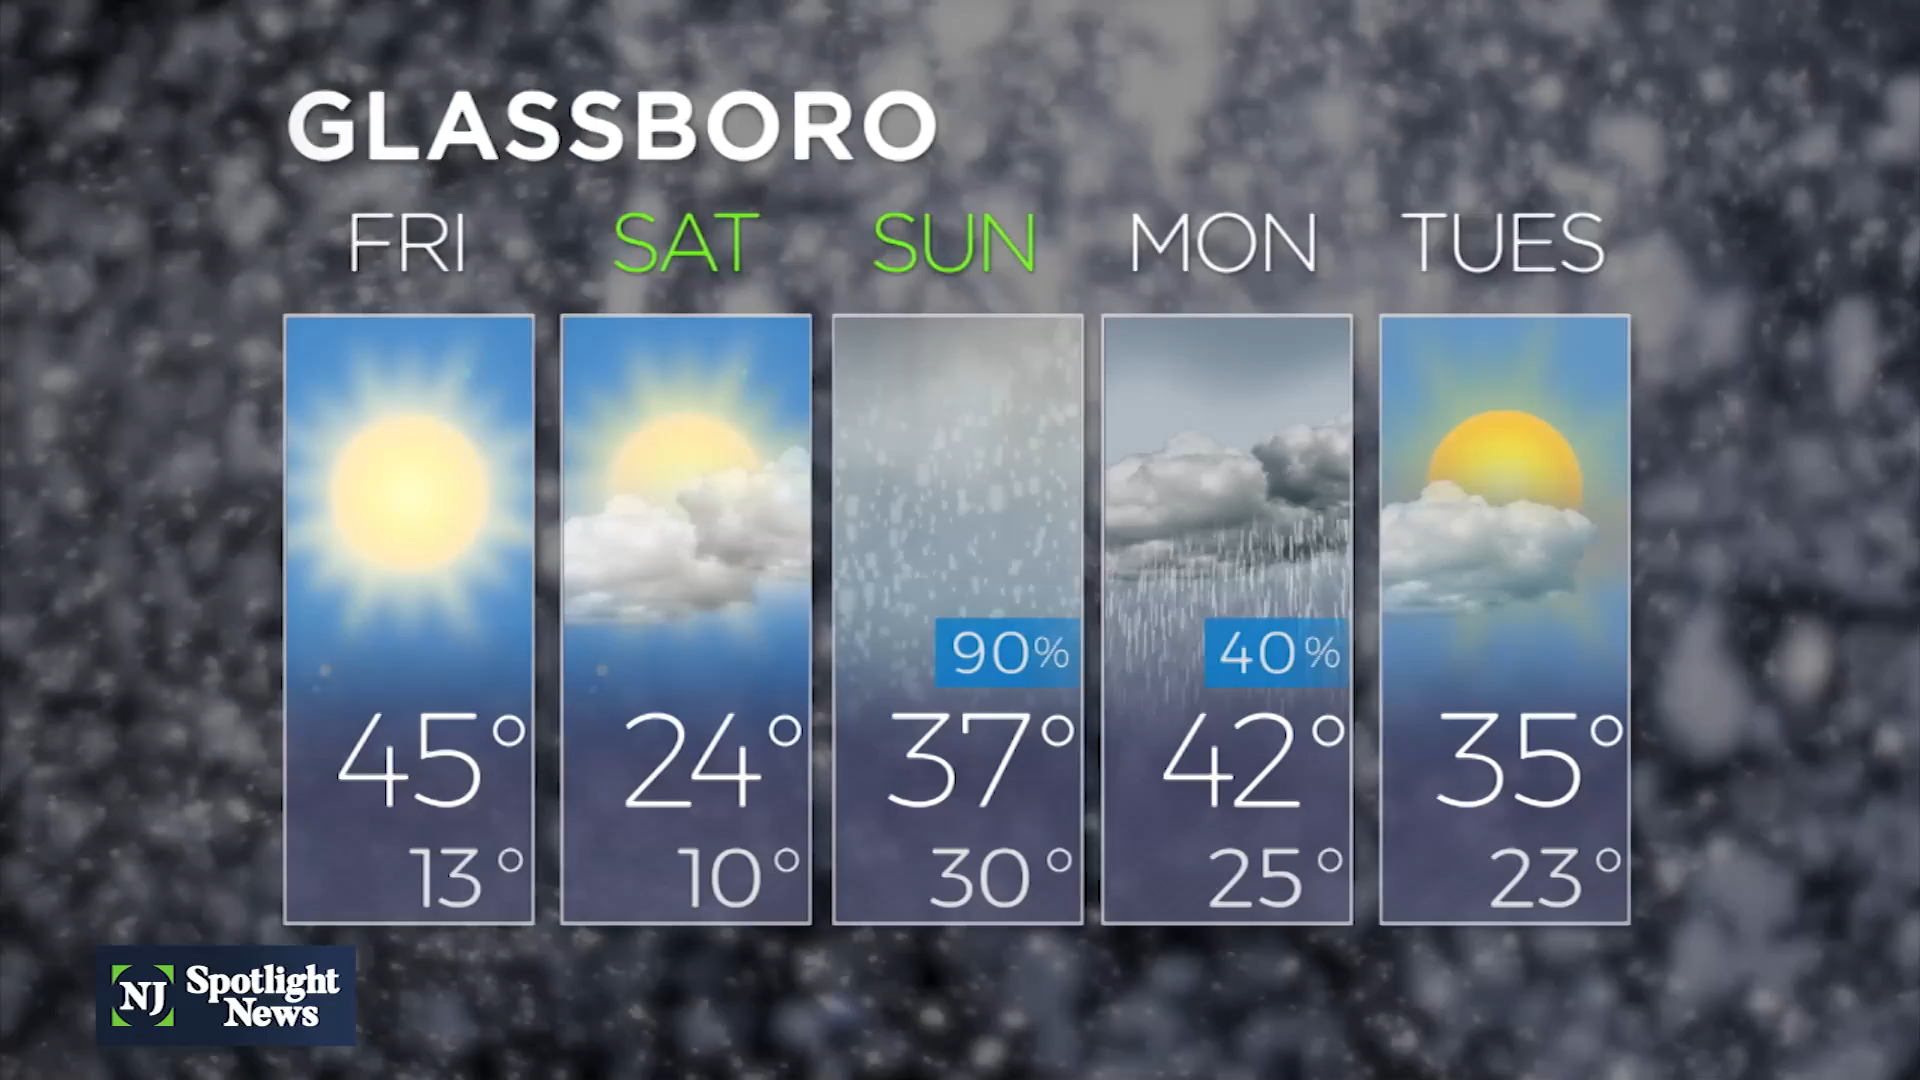 GLASSBORO
FRI SAT SUN MON TUES
90% 40%
45° 24° 37° 42° 35°
13° 10° 30° 25° 23°
NJ Spotlight
News